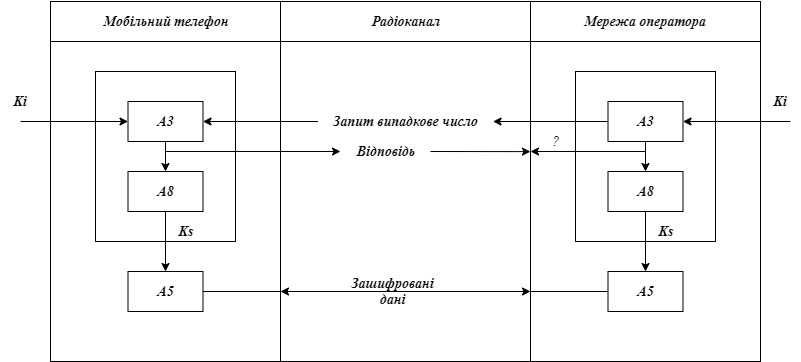 Мобільний телефон
Радіоканал
Мережа оператора
Ki
Ki
A3
Запит випадкове число
A3
Відповідь
?
A8
A8
Ks
Ks
A5
Зашифровані
дані
A5